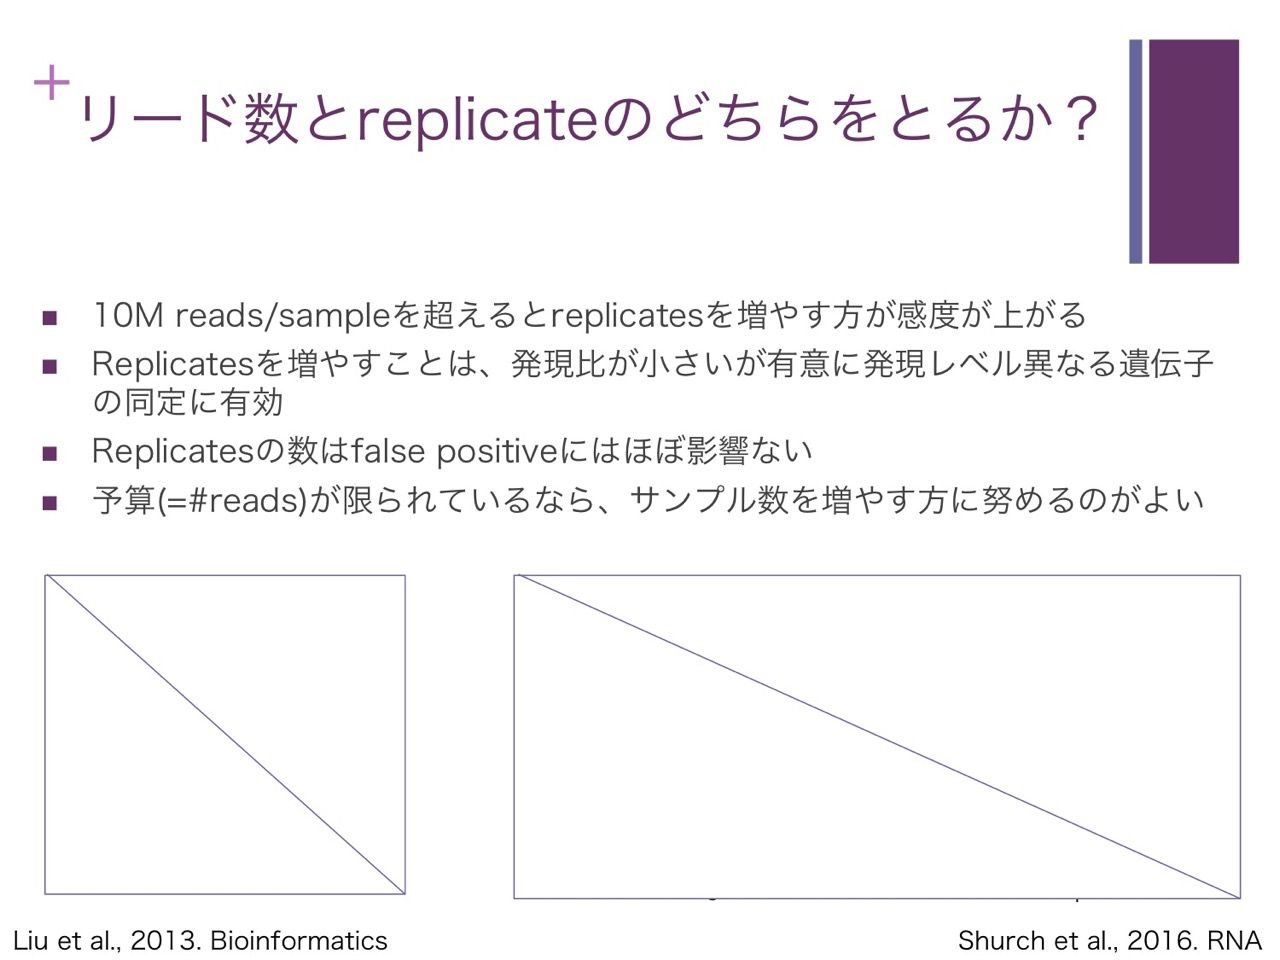 リード数とreplicateのどちらをとるか？
10M reads/sampleを超えるとreplicatesを増やす方が感度が上がる
Replicatesを増やすことは、発現比が小さいが有意に発現レベル異なる遺伝子
の同定に有効
Replicatesの数はfalse positiveにはほぼ影響ない
予算(=#reads)が限られているなら、サンプル数を増やす方に努めるのがよい
Liu et al., 2013. Bioinformatics
Shurch et al., 2016. RNA